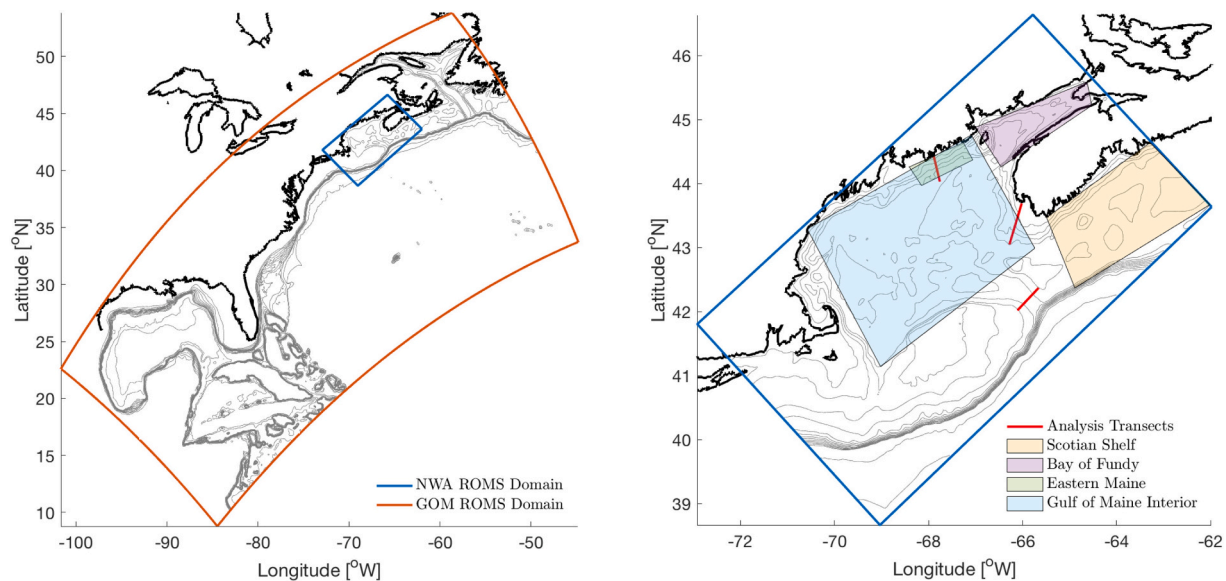 50
45
40
35
30
25
20
15
10
Latitude [°N]
-100
-90
-80
-70
-60
-50
Longitude [°W]
NWA ROMS Domain
GOM ROMS Domain
46
45
44
43
42
41
40
39
Latitude [°N]
-72
-70
-68
-66
-64
-62
Longitude [°W]
Analysis Transects
Scotian Shelf
Bay of Fundy
Eastern Maine
Gulf of Maine Interior